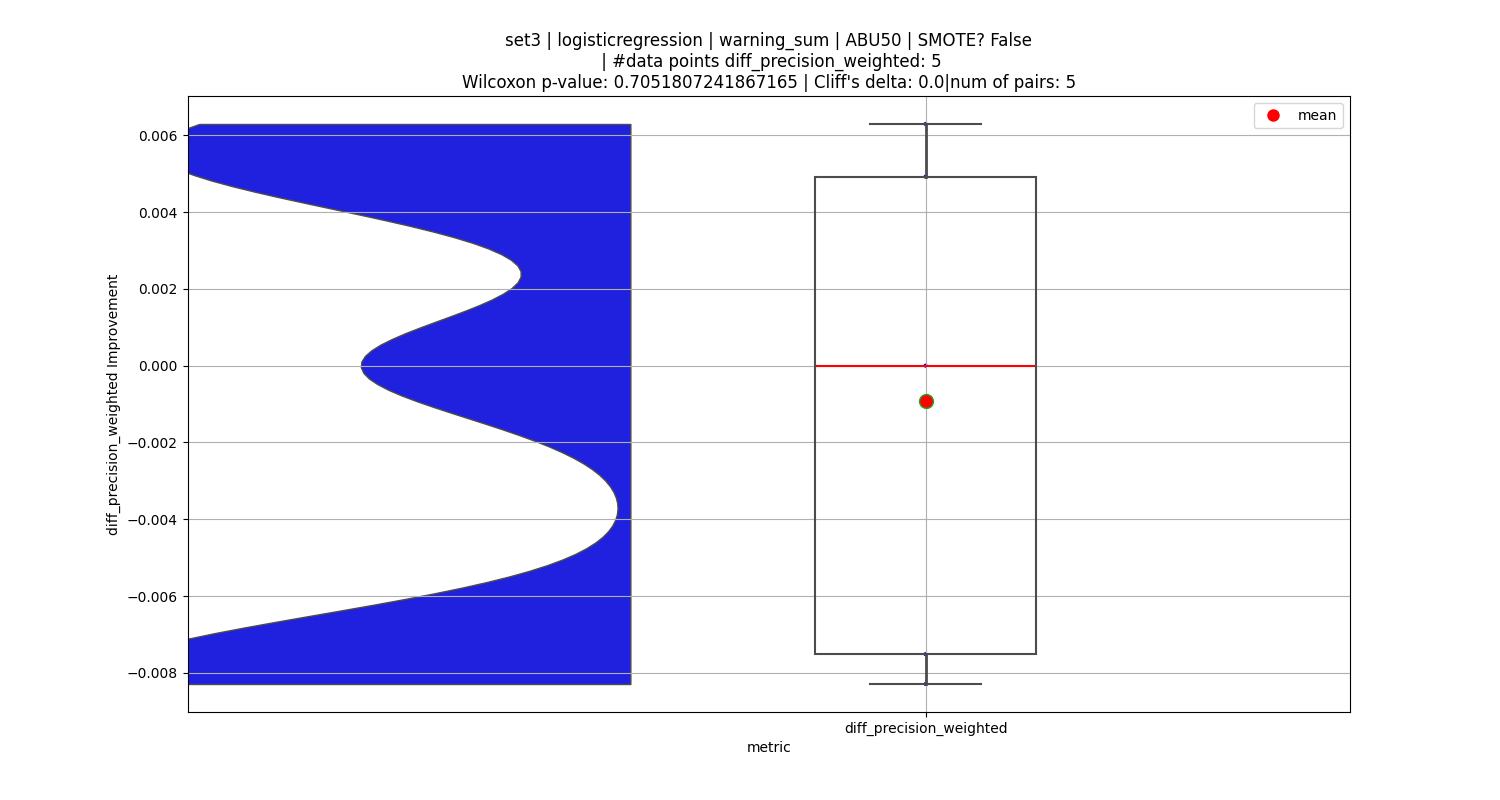 set3 | logisticregression | warning_sum | ABU50 | SMOTE? False
| #data points diff_precision_weighted: 5
Wilcoxon p-value: 0.7051807241867165 | Cliff's delta: 0.0|num of pairs: 5
mean
0.006
0.004
0.002
0.000
−0.002
−0.004
−0.006
−0.008
diff_precision_weighted Improvement
diff_precision_weighted
metric